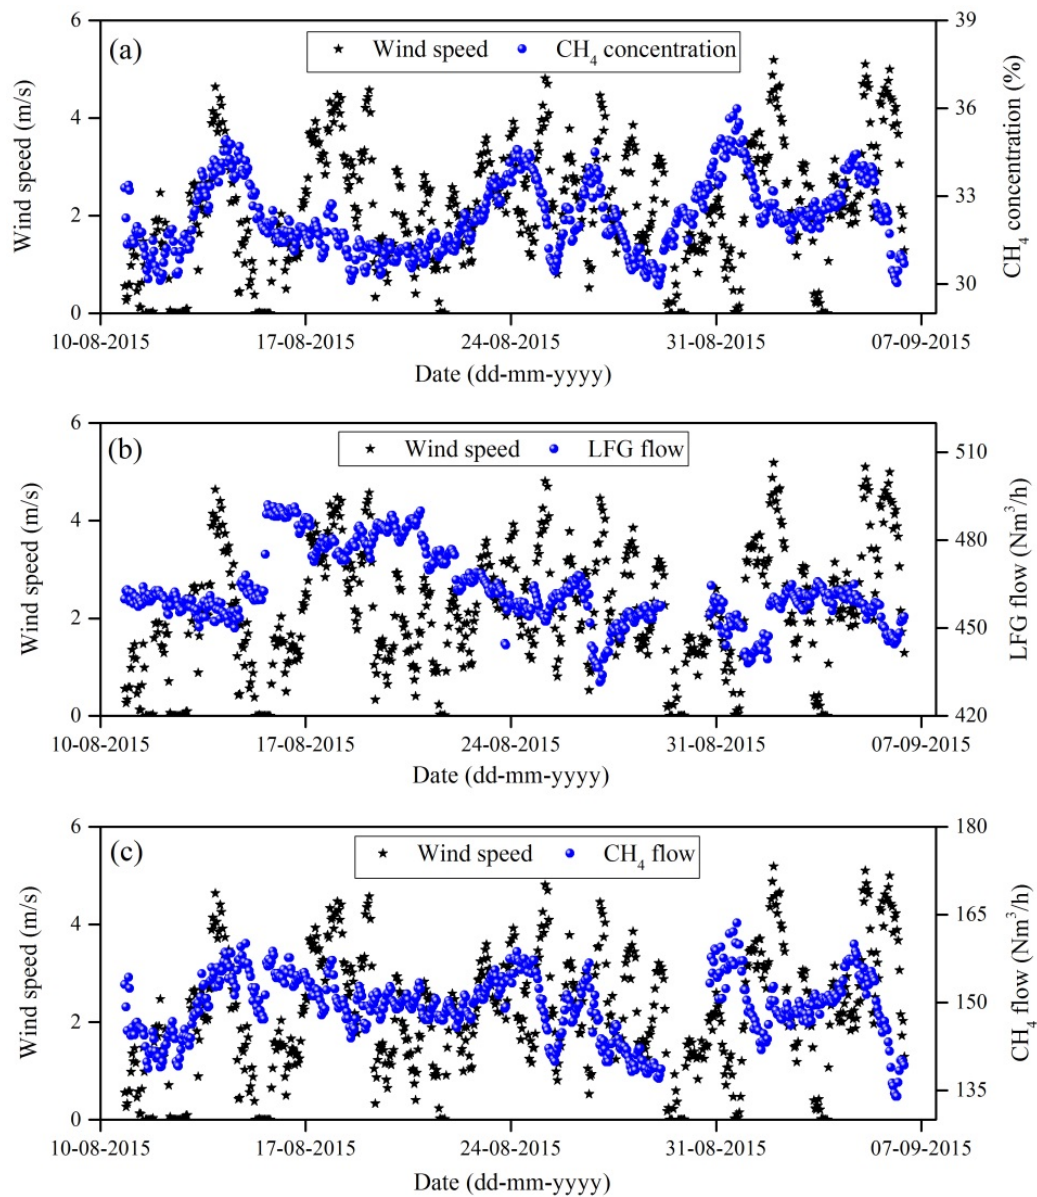 (a)
Wind speed CH₄ concentration
Wind speed (m/s)
6
4
2
0
CH₄ concentration (%)
39
36
33
30
10-08-2015 17-08-2015 24-08-2015 31-08-2015 07-09-2015
Date (dd-mm-yyyy)
(b)
Wind speed LFG flow
Wind speed (m/s)
6
4
2
0
LFG flow (Nm³/h)
510
480
450
420
10-08-2015 17-08-2015 24-08-2015 31-08-2015 07-09-2015
Date (dd-mm-yyyy)
(c)
Wind speed CH₄ flow
Wind speed (m/s)
6
4
2
0
CH₄ flow (Nm³/h)
180
165
150
135
10-08-2015 17-08-2015 24-08-2015 31-08-2015 07-09-2015
Date (dd-mm-yyyy)